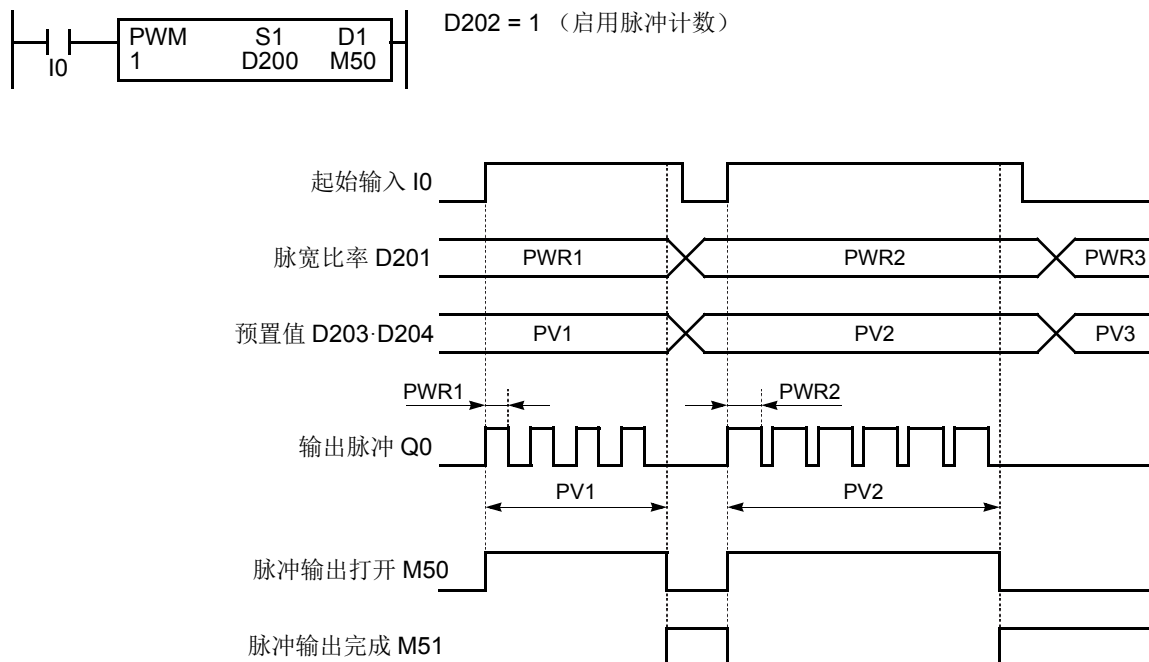 D202 = 1 （启用脉冲计数）
PWM S1 D1
1 D200 M50
I0
起始输入 I0
脉宽比率 D201 PWR1 PWR2 PWR3
预置值 D203·D204 PV1 PV2 PV3
PWR1 PWR2
输出脉冲 Q0
PV1 PV2
脉冲输出打开 M50
脉冲输出完成 M51